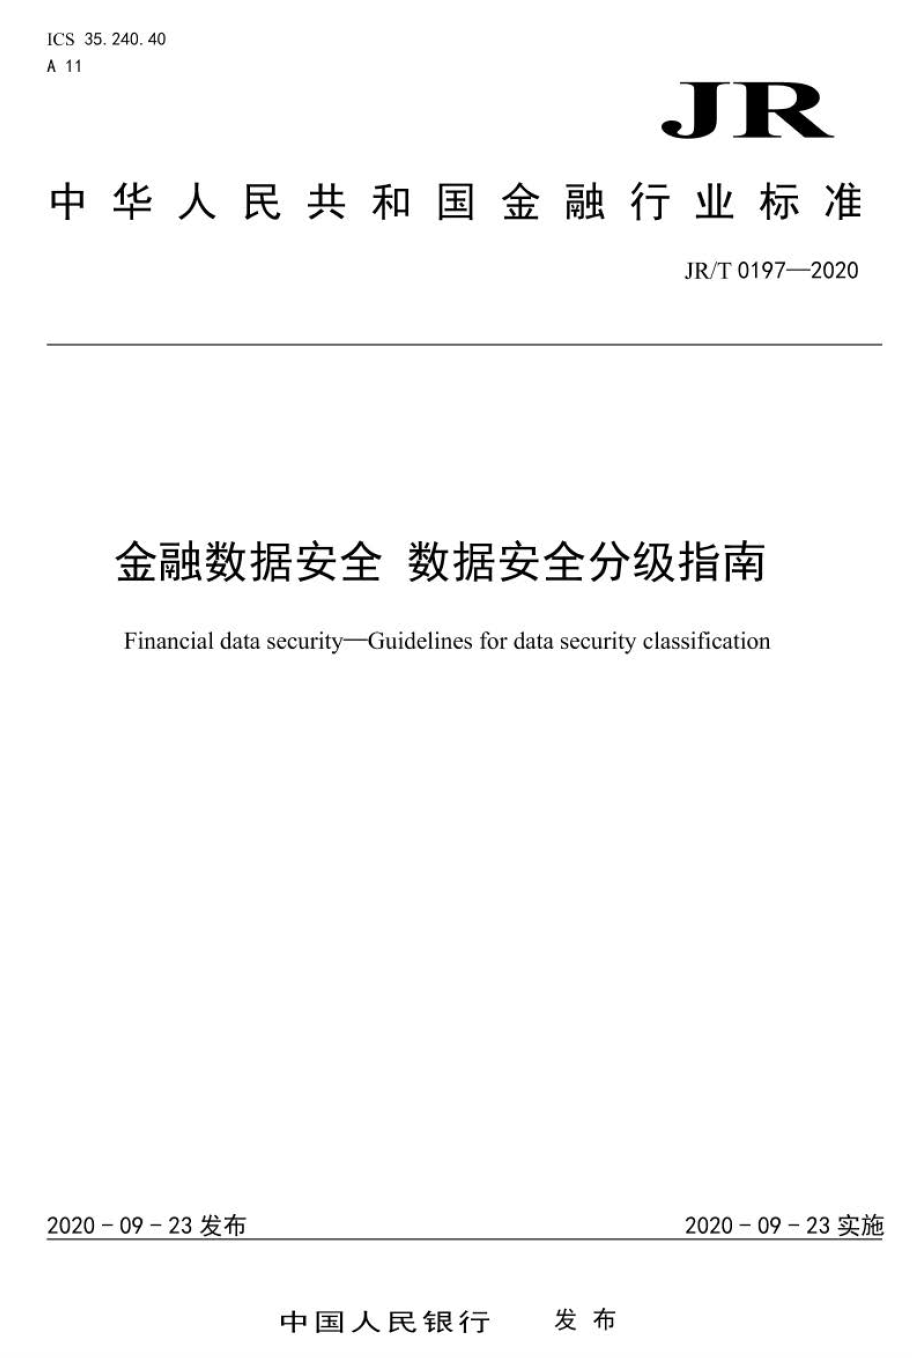 ICS 35.240.40
A 11
JR
中华人民共和国金融行业标准
JR/T 0197—2020
金融数据安全 数据安全分级指南
Financial data security—Guidelines for data security classification
2020-09-23 发布
2020-09-23 实施
中国人民银行 发布